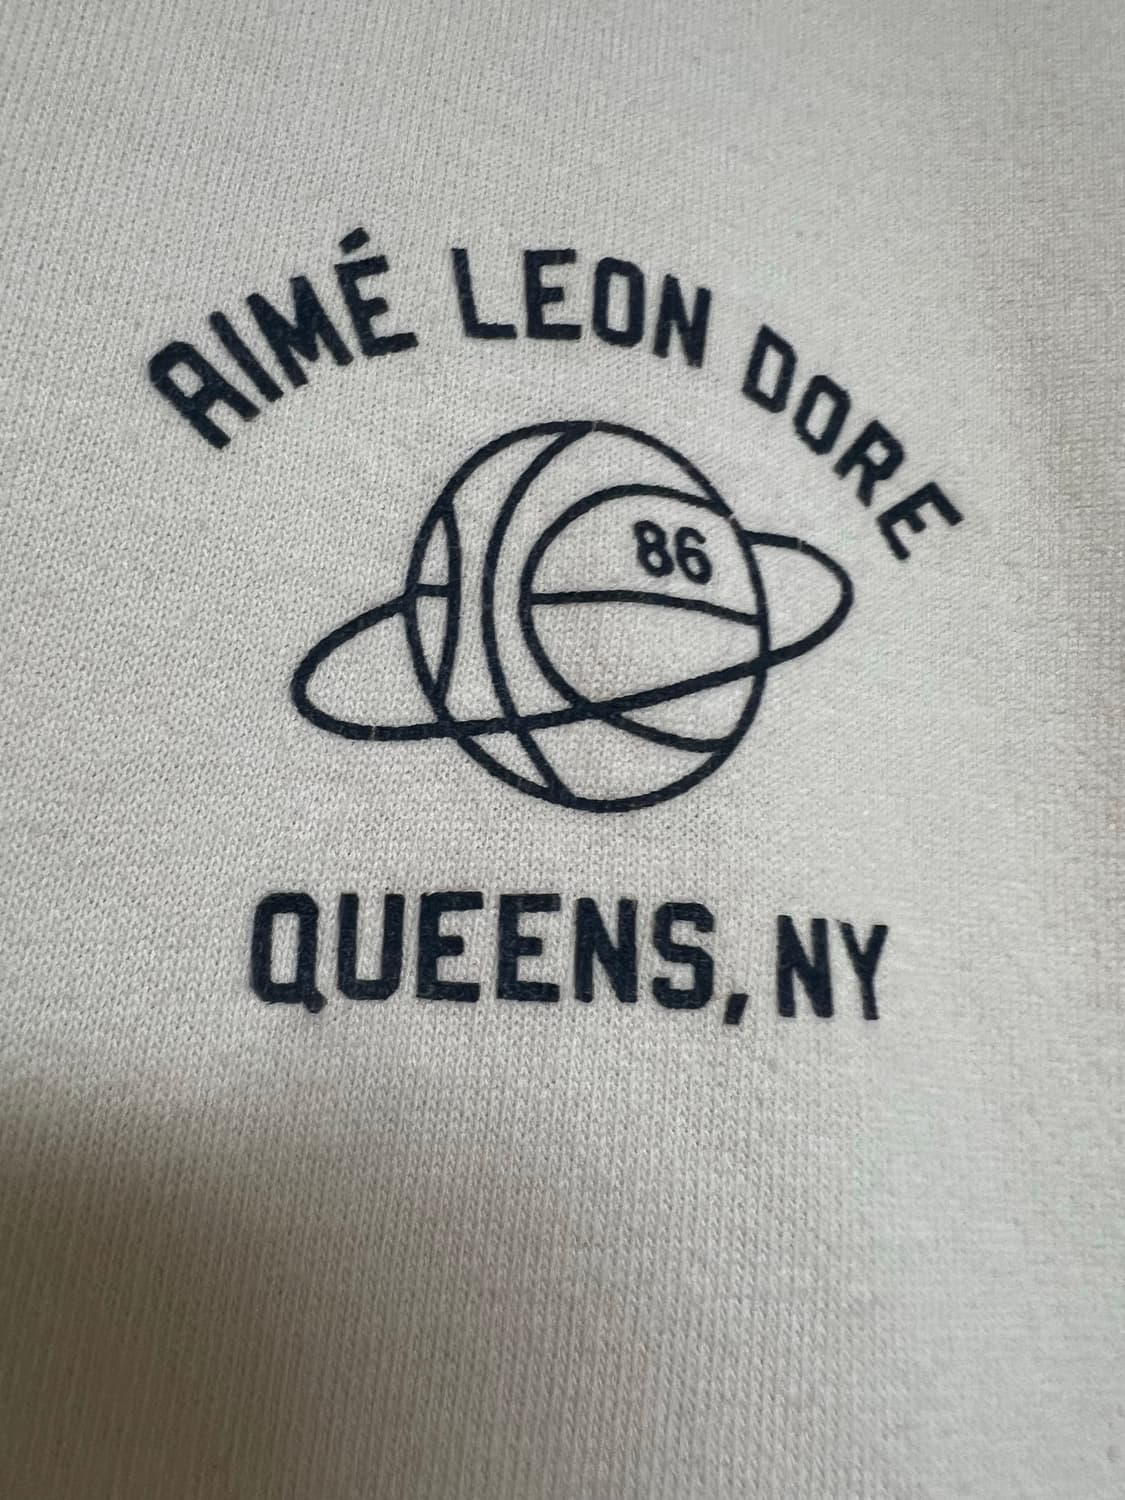 AIMÉ LEON DORE
86
QUEENS, NY